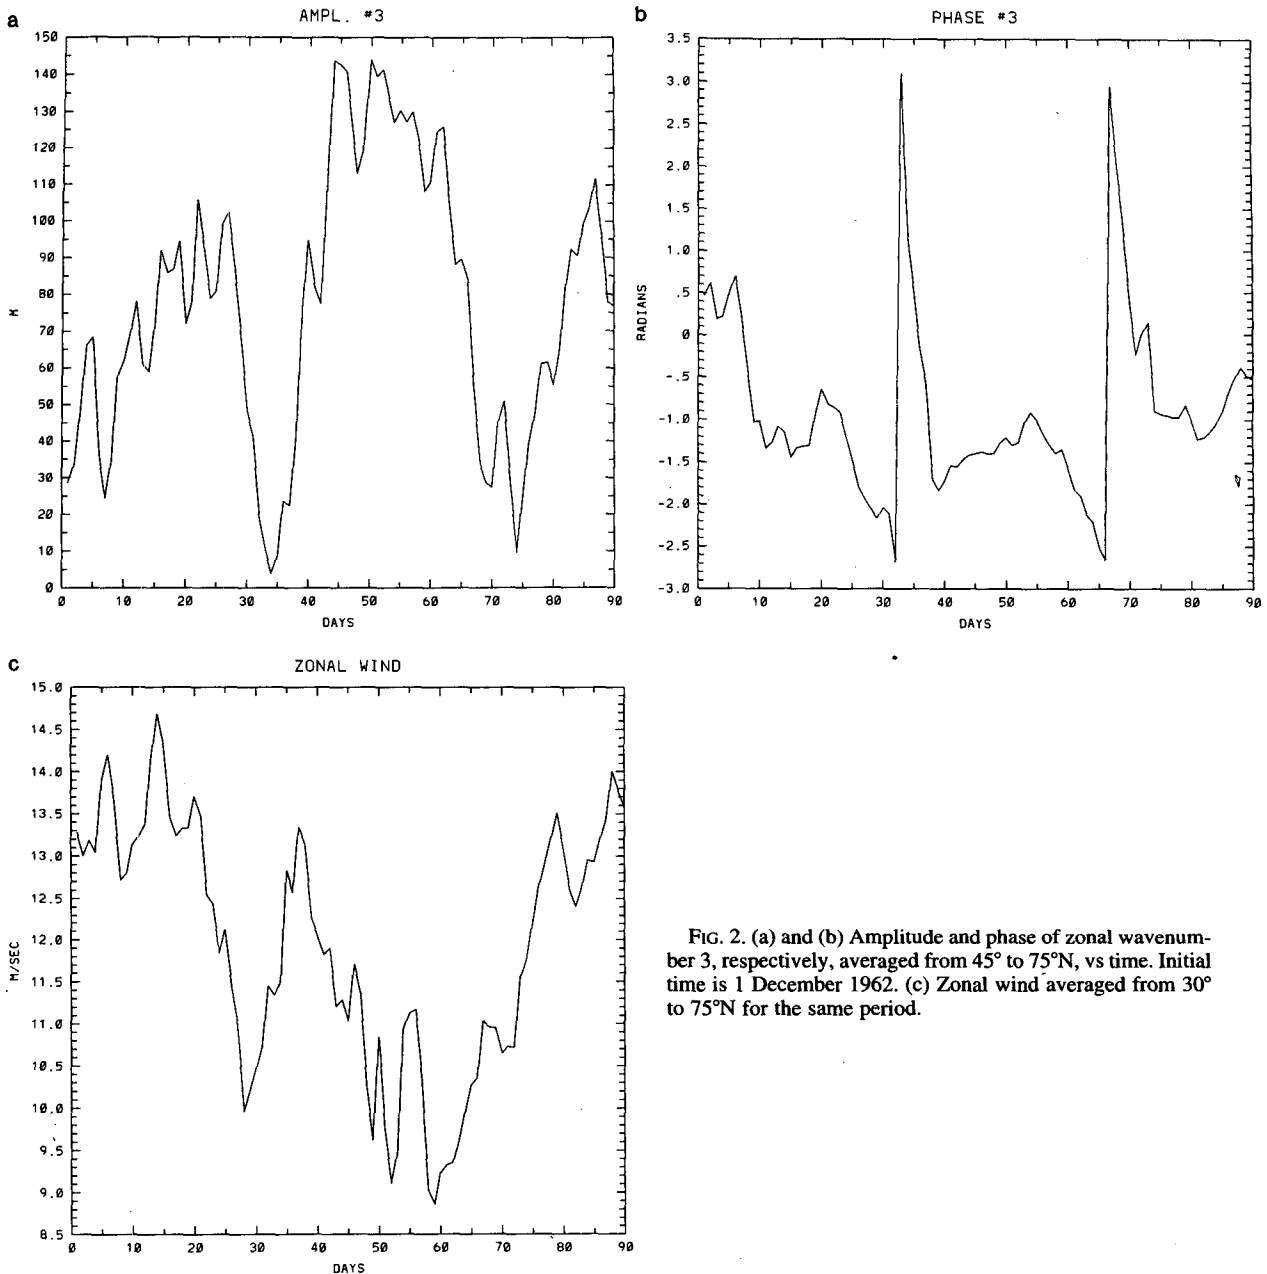 a
AMPL. #3
150
140
130
120
110
100
90
80
70
60
50
40
30
20
10
0
M
0 10 20 30 40 50 60 70 80 90
DAYS
b
PHASE #3
3.5
3.0
2.5
2.0
1.5
1.0
.5
0
-.5
-1.0
-1.5
-2.0
-2.5
-3.0
RADIANS
0 10 20 30 40 50 60 70 80 90
DAYS
c
ZONAL WIND
15.0
14.5
14.0
13.5
13.0
12.5
12.0
11.5
11.0
10.5
10.0
9.5
9.0
8.5
M/SEC
0 10 20 30 40 50 60 70 80 90
DAYS
FIG. 2. (a) and (b) Amplitude and phase of zonal wavenum-
ber 3, respectively, averaged from 45° to 75°N, vs time. Initial
time is 1 December 1962. (c) Zonal wind averaged from 30°
to 75°N for the same period.